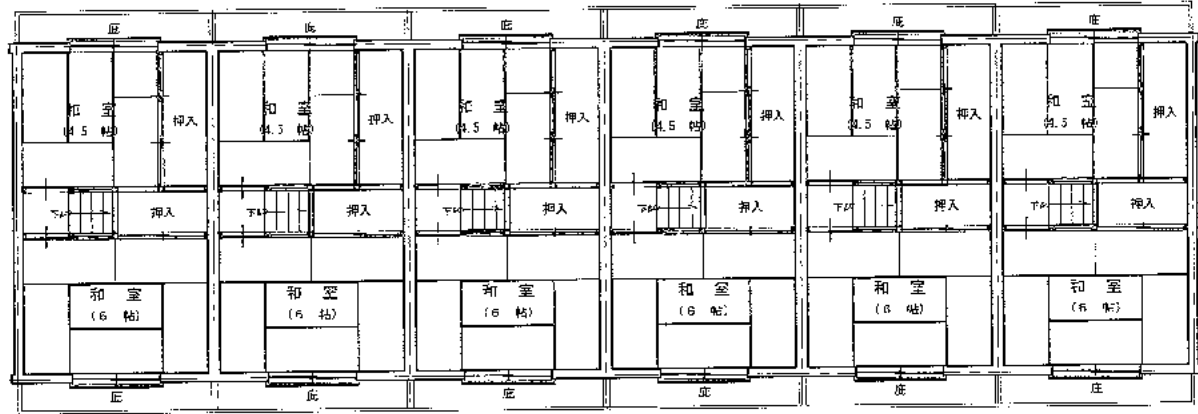 庇 庇 庇 庇 庇 庇
和 室 押入 和 室 押入 和 室 押入 和 室 押入 和 室 押入 和 室 押入
(4.5 帖) (4.5 帖) (4.5 帖) (4.5 帖) (4.5 帖) (4.5 帖)
押入 押入 押入 押入 押入 押入
和 室 和 室 和 室 和 室 和 室 和 室
(6 帖) (6 帖) (6 帖) (6 帖) (6 帖) (6 帖)
庇 庇 庇 庇 庇 庇